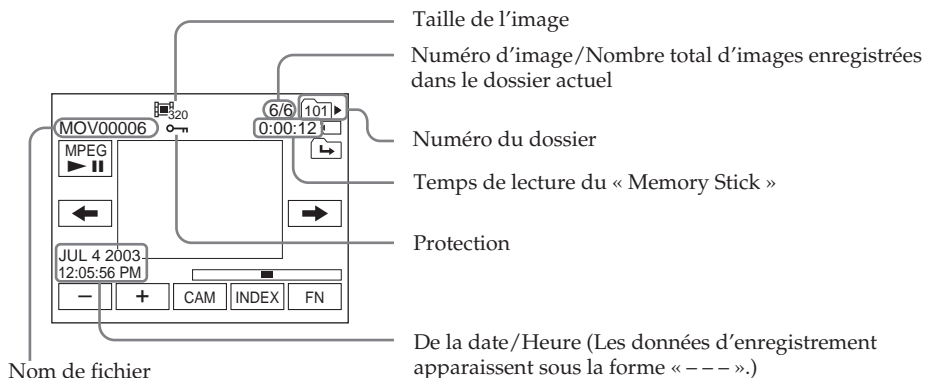 Taille de l’image
Numéro d’image/Nombre total d’images enregistrées
dans le dossier actuel
320
6/6
101
MOV00006
0:00:12
Numéro du dossier
MPEG
Temps de lecture du « Memory Stick »
Protection
JUL 4 2003
12:05:56 PM
– + CAM INDEX FN
De la date/Heure (Les données d’enregistrement
apparaissent sous la forme « – – – ».)
Nom de fichier